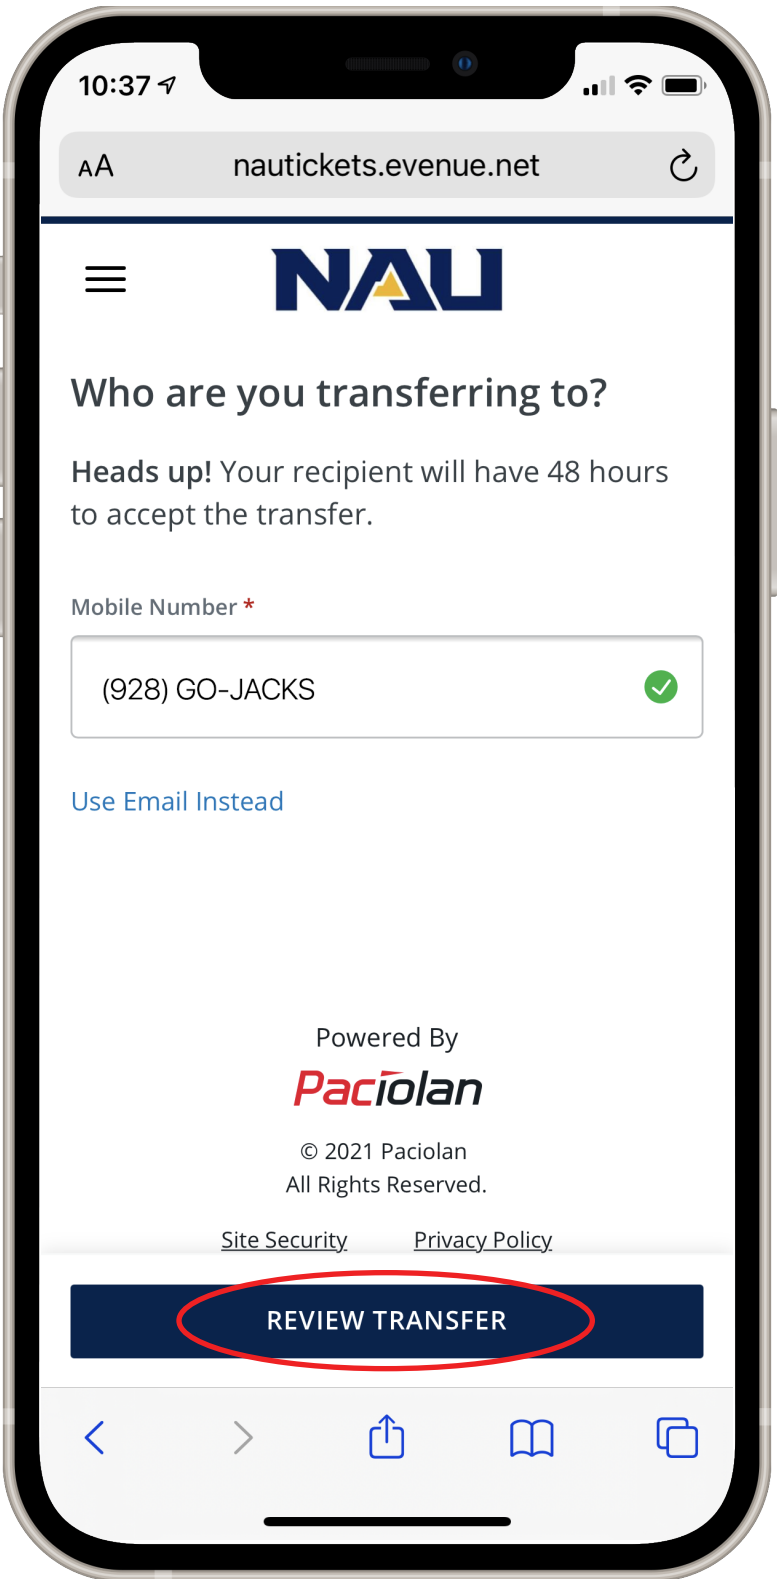 10:37
AA nautickets.evenue.net
NAU
Who are you transferring to?
Heads up! Your recipient will have 48 hours
to accept the transfer.
Mobile Number *
(928) GO-JACKS
Use Email Instead
Powered By
Paciolan
© 2021 Paciolan
All Rights Reserved.
Site Security Privacy Policy
REVIEW TRANSFER